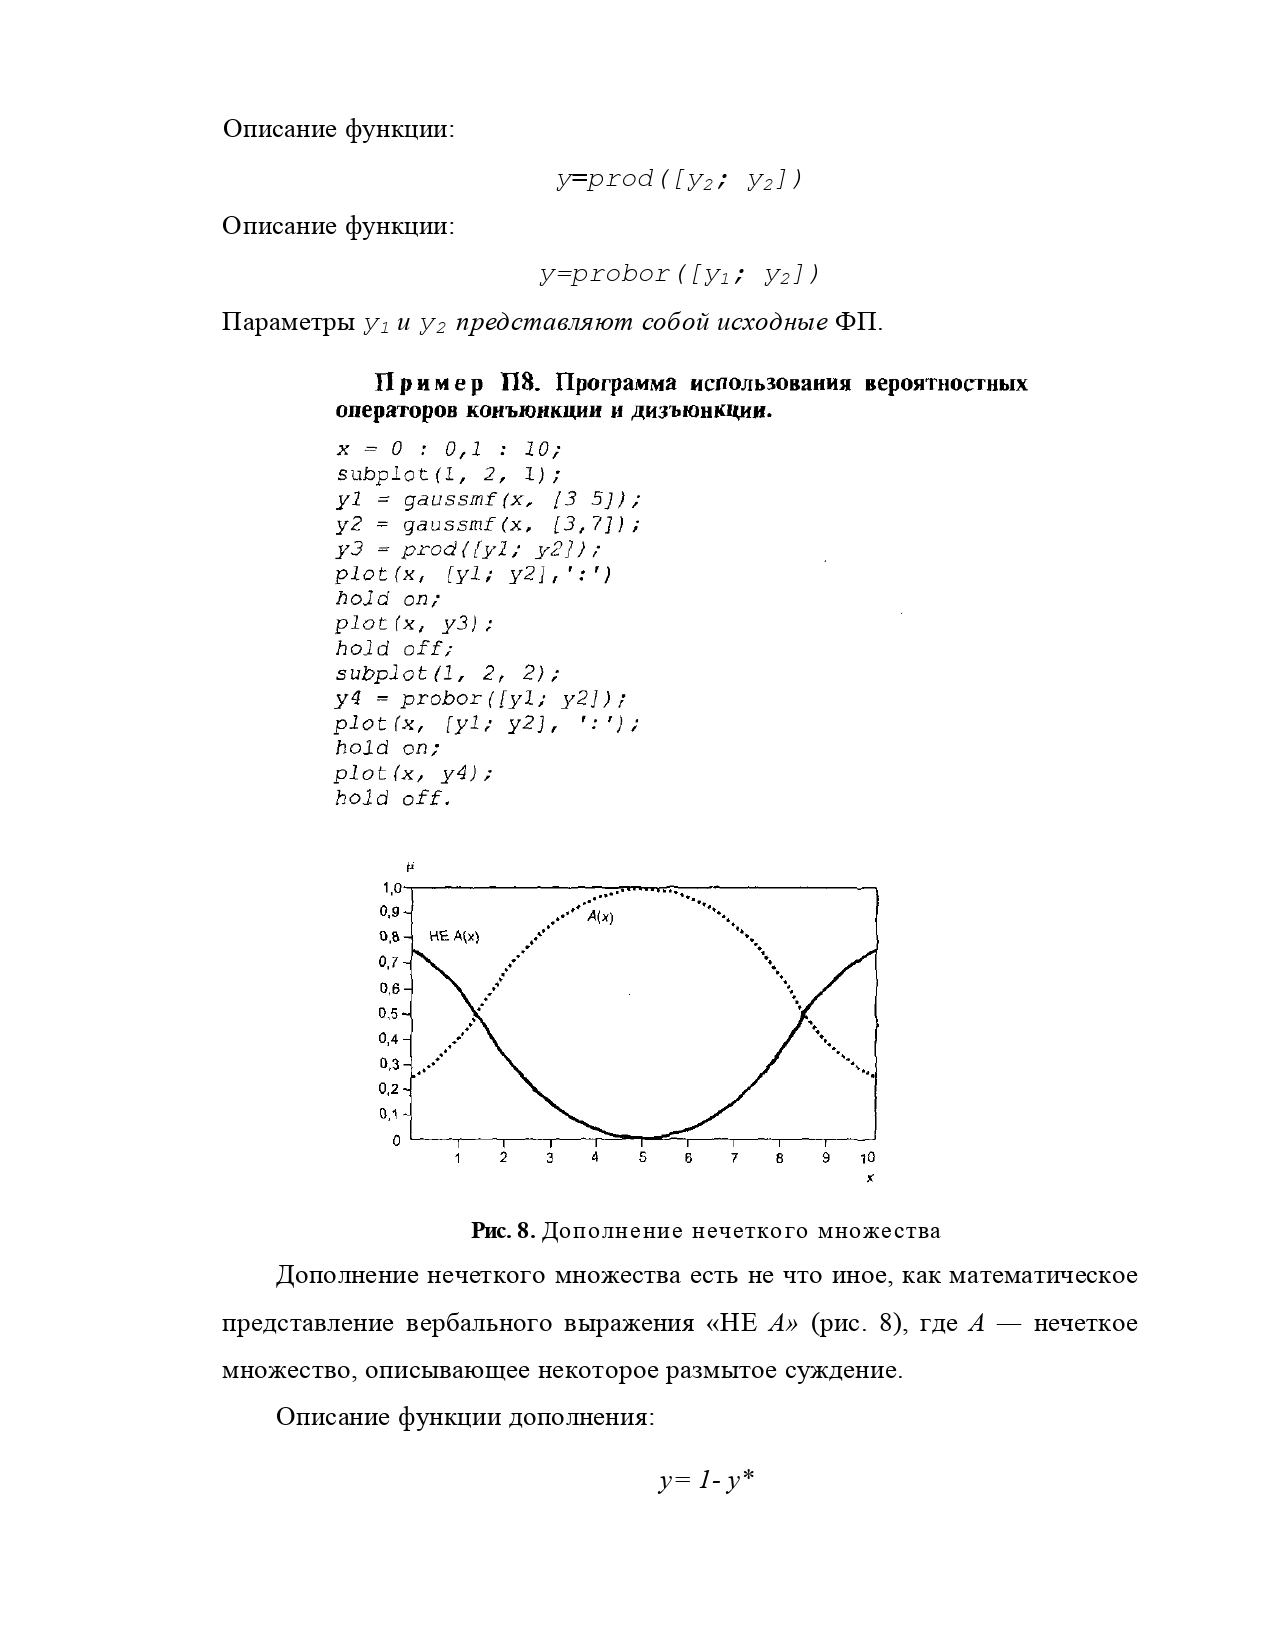 Описание функции:
y=prod([y₂; y₂])
Описание функции:
y=probor([y₁; y₂])
Параметры y₁ и y₂ представляют собой исходные ФП.
Пример П8. Программа использования вероятностных
операторов конъюнкции и дизъюнкции.
x = 0 : 0,1 : 10;
subplot(1, 2, 1);
y1 = gaussmf(x, [3 5]);
y2 = gaussmf(x, [3,7]);
y3 = prod([y1; y2]);
plot(x, [y1; y2],':')
hold on;
plot(x, y3);
hold off;
subplot(1, 2, 2);
y4 = probor([y1; y2]);
plot(x, [y1; y2], ':');
hold on;
plot(x, y4);
hold off.
μ
1,0
0,9
A(x)
0,8
НЕ A(x)
0,7
0,6
0,5
0,4
0,3
0,2
0,1
0
1 2 3 4 5 6 7 8 9 10
x
Рис. 8. Дополнение нечеткого множества
Дополнение нечеткого множества есть не что иное, как математическое
представление вербального выражения «НЕ А» (рис. 8), где А — нечеткое
множество, описывающее некоторое размытое суждение.
Описание функции дополнения:
y= 1- y*